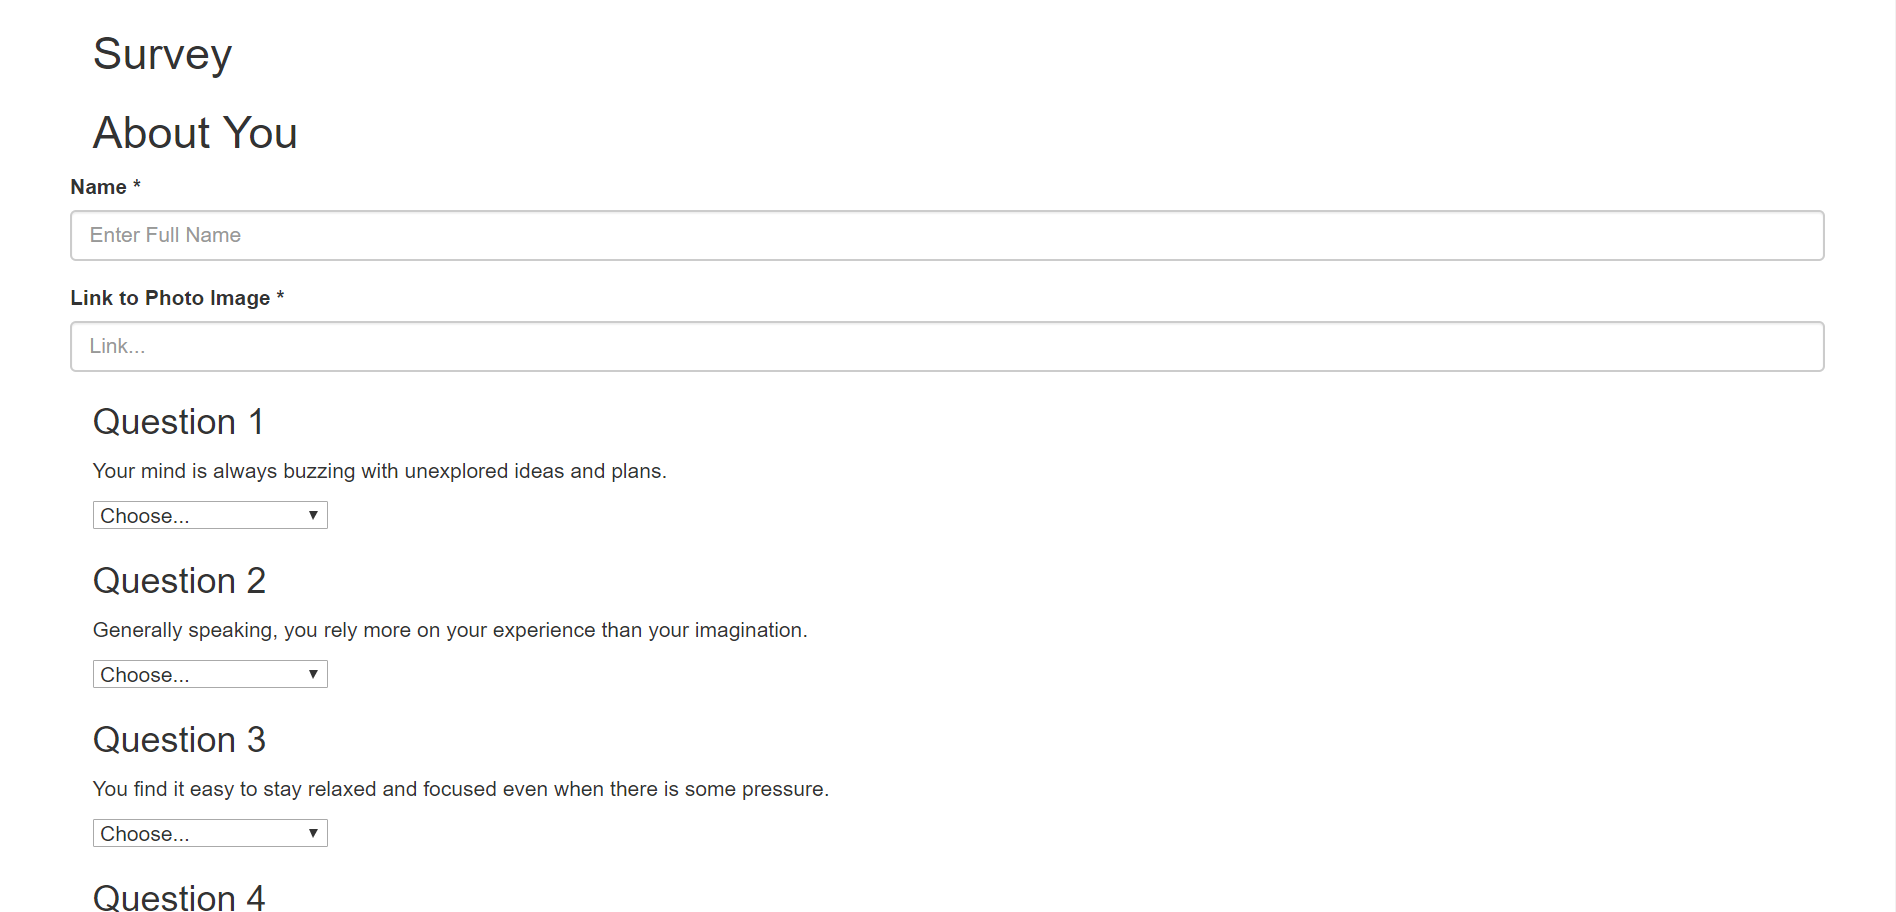 Survey
About You
Name *
Enter Full Name
Link to Photo Image *
Link...
Question 1
Your mind is always buzzing with unexplored ideas and plans.
Choose...
Question 2
Generally speaking, you rely more on your experience than your imagination.
Choose...
Question 3
You find it easy to stay relaxed and focused even when there is some pressure.
Choose...
Question 4